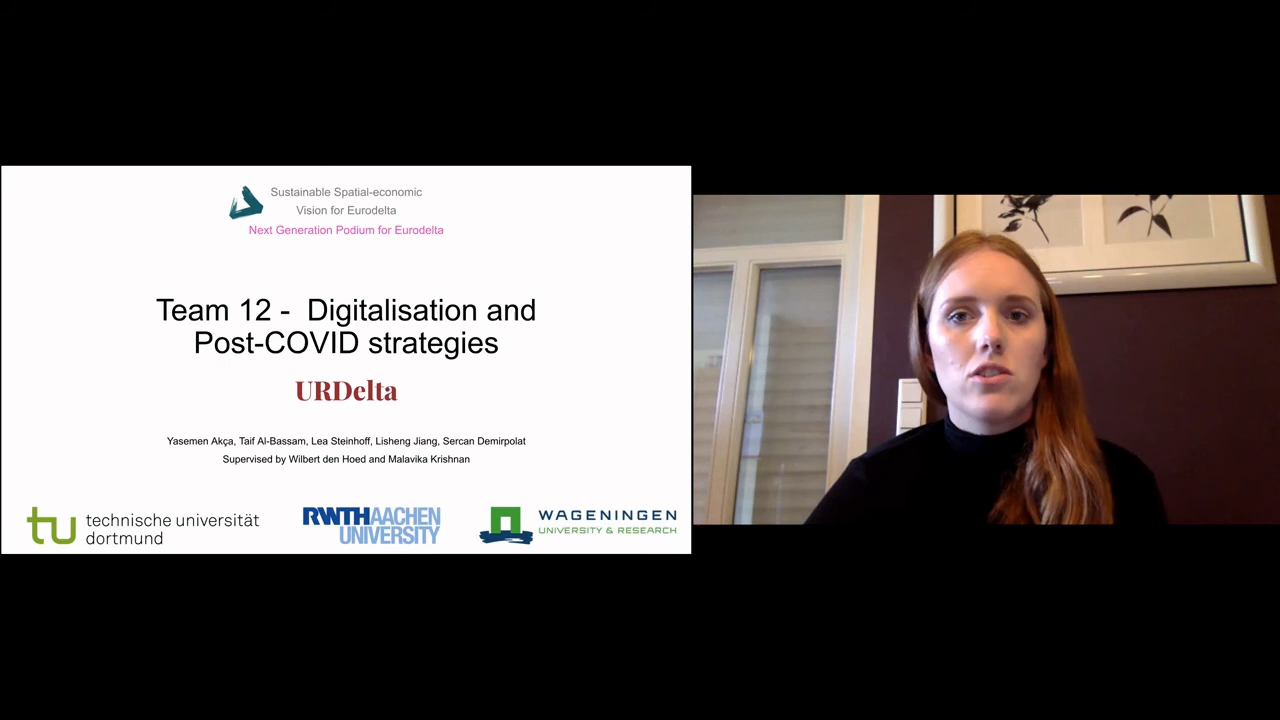 Sustainable Spatial-economic
Vision for Eurodelta
Next Generation Podium for Eurodelta
Team 12 - Digitalisation and
Post-COVID strategies
URDelta
Yasemen Akça, Taif Al-Bassam, Lea Steinhoff, Lisheng Jiang, Sercan Demirpolat
Supervised by Wilbert den Hoed and Malavika Krishnan
tu technische universität
dortmund
RWTHAACHEN
UNIVERSITY
WAGENINGEN
UNIVERSITY & RESEARCH